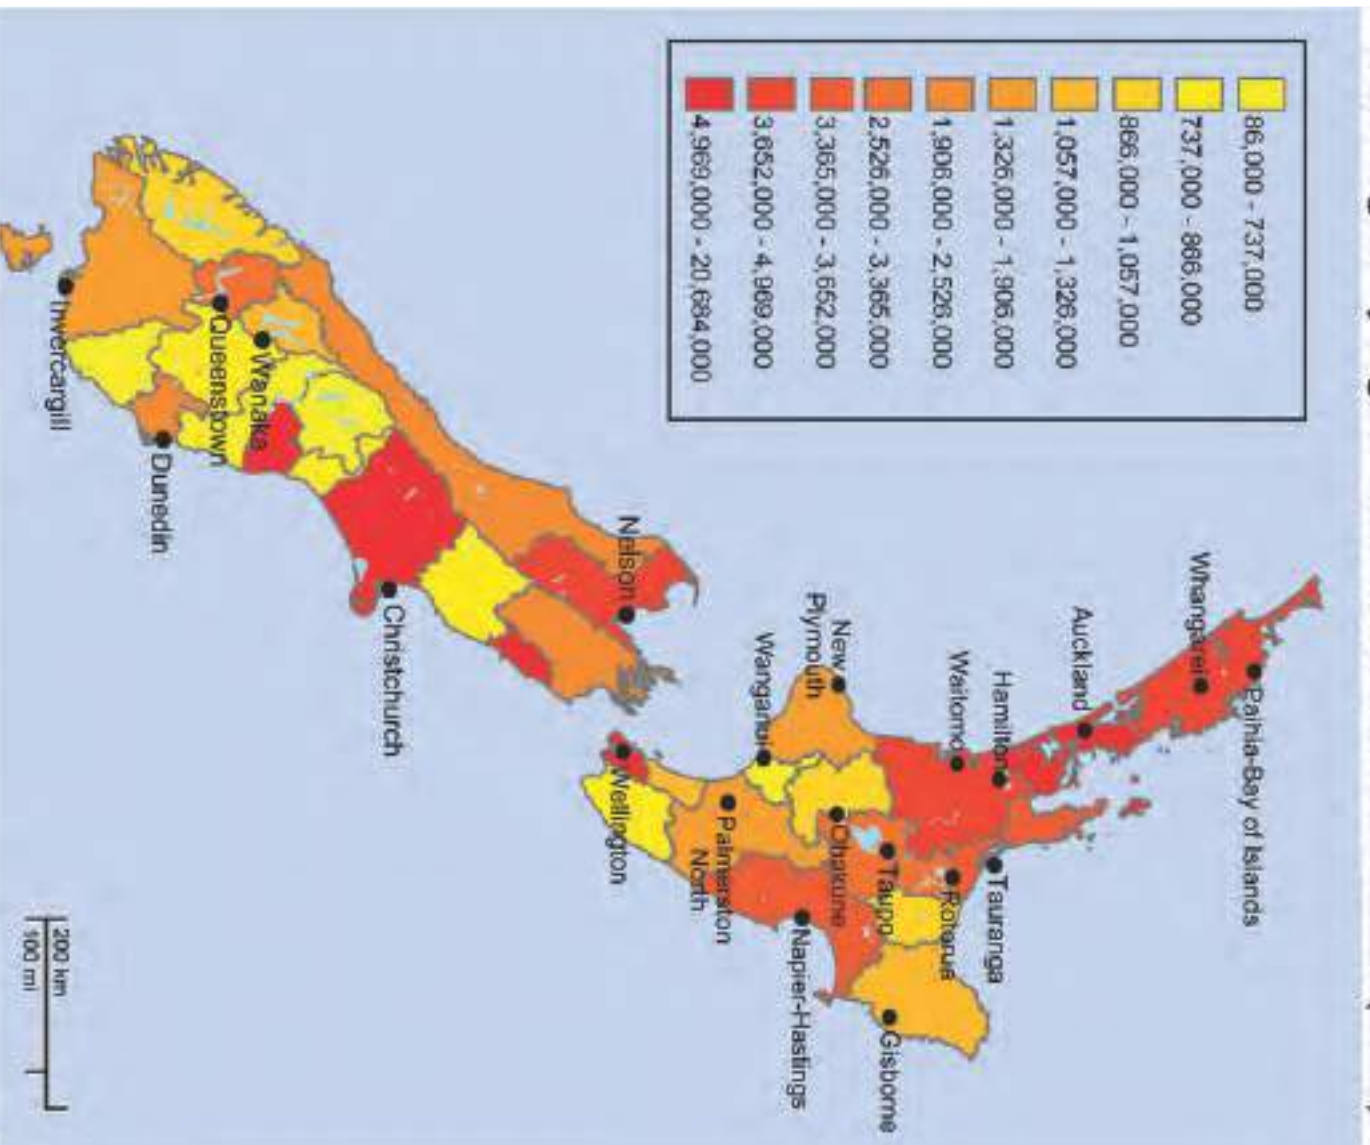 86,000 - 737,000
737,000 - 866,000
866,000 - 1,057,000
1,057,000 - 1,326,000
1,326,000 - 1,906,000
1,906,000 - 2,526,000
2,526,000 - 3,365,000
3,365,000 - 3,652,000
3,652,000 - 4,969,000
4,969,000 - 20,684,000
Paihia-Bay of Islands
Whangarei
Auckland
Hamilton
Tauranga
Waitomo
Rotorua
Taupo
Gisborne
New
Plymouth
Ohakune
Napier-Hastings
Wanganui
Palmerston
North
Wellington
Nelson
Christchurch
Wanaka
Queenstown
Dunedin
Invercargill
200 km
100 mi